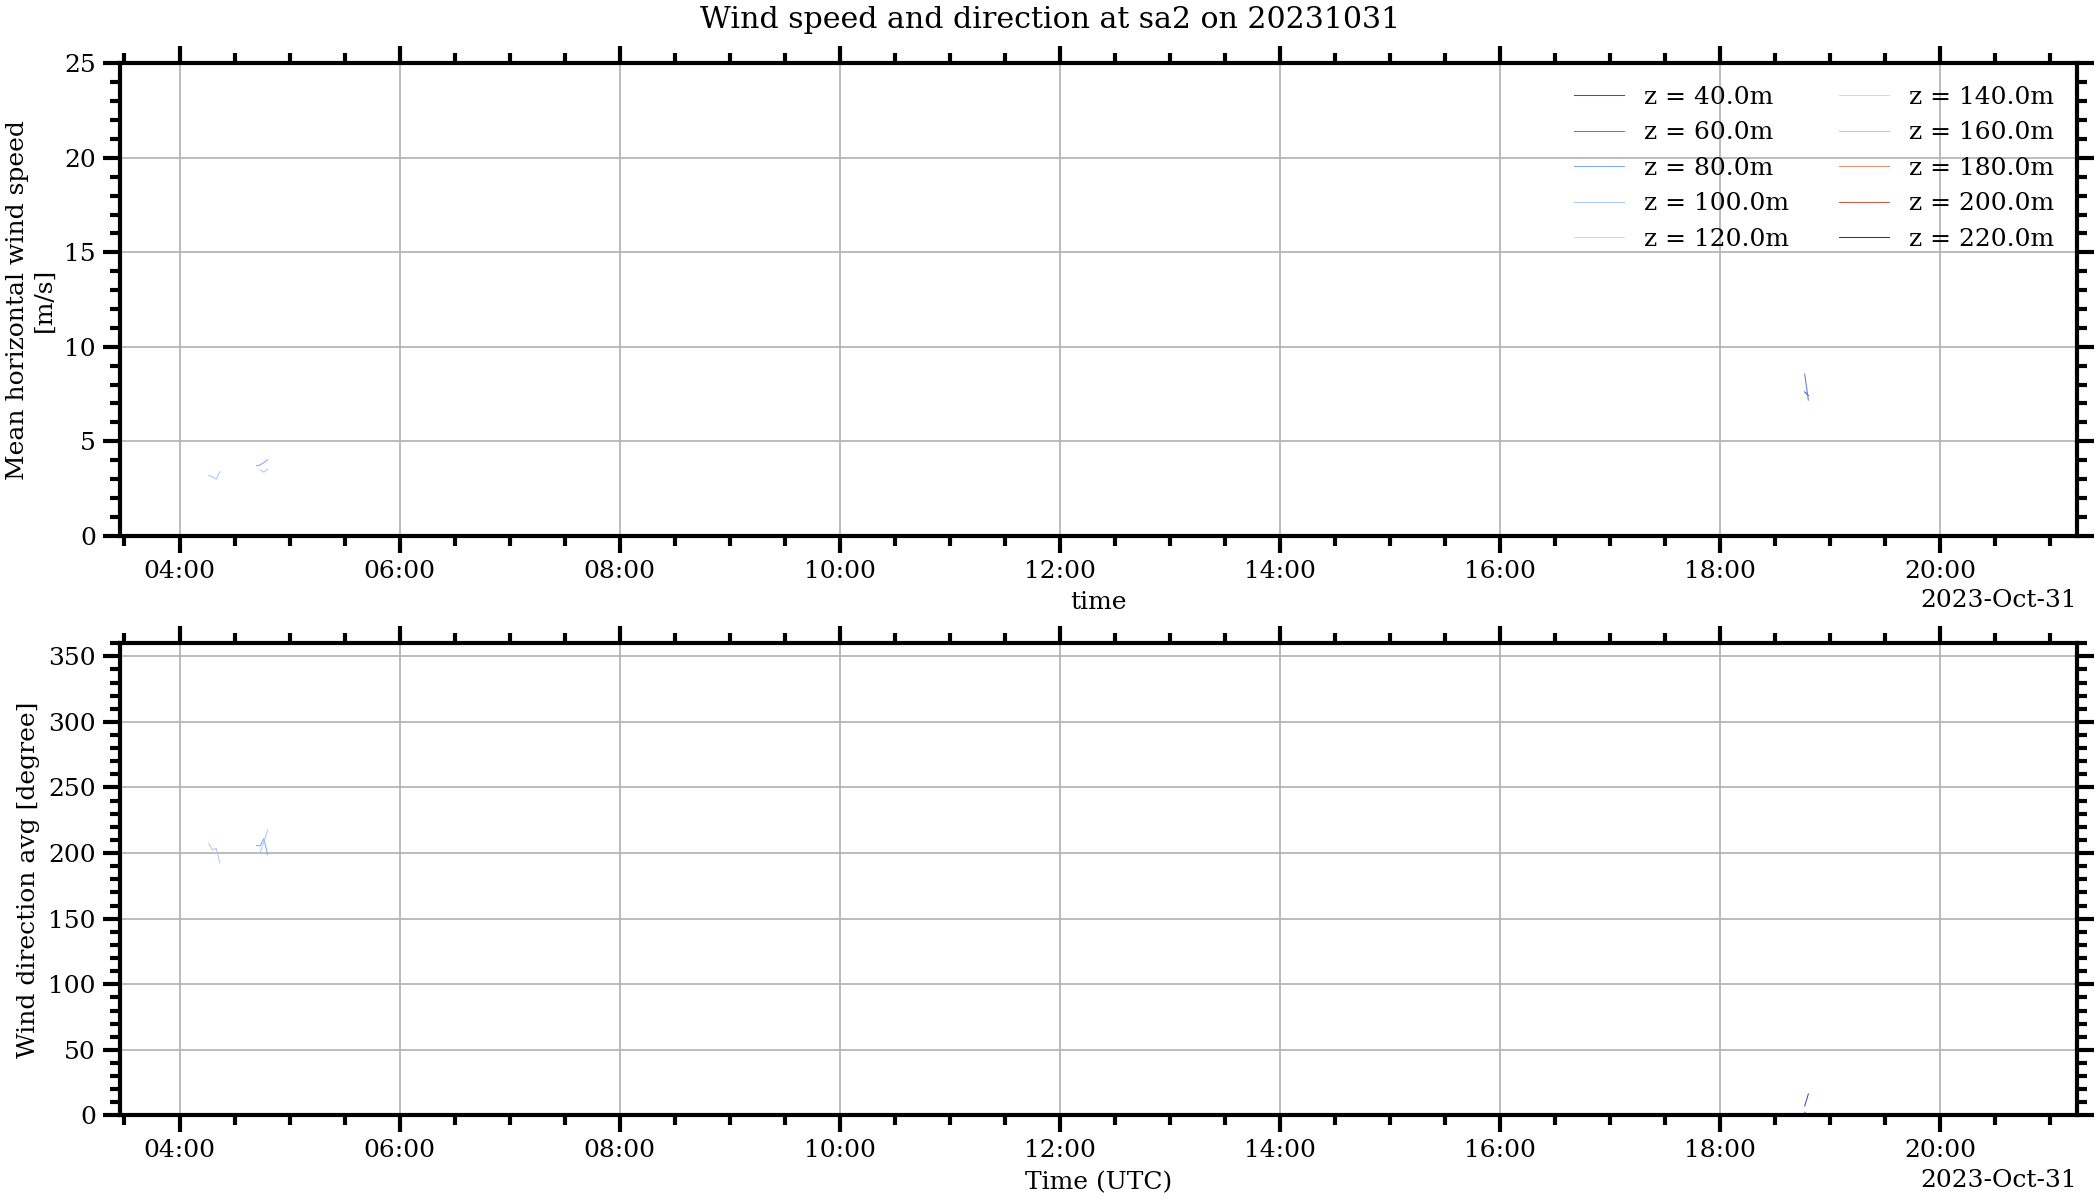 Wind speed and direction at sa2 on 20231031
Mean horizontal wind speed
[m/s]
25
20
15
10
5
0
z = 40.0m
z = 60.0m
z = 80.0m
z = 100.0m
z = 120.0m
z = 140.0m
z = 160.0m
z = 180.0m
z = 200.0m
z = 220.0m
04:00 06:00 08:00 10:00 12:00 14:00 16:00 18:00 20:00
time
2023-Oct-31
Wind direction avg [degree]
350
300
250
200
150
100
50
0
04:00 06:00 08:00 10:00 12:00 14:00 16:00 18:00 20:00
Time (UTC)
2023-Oct-31